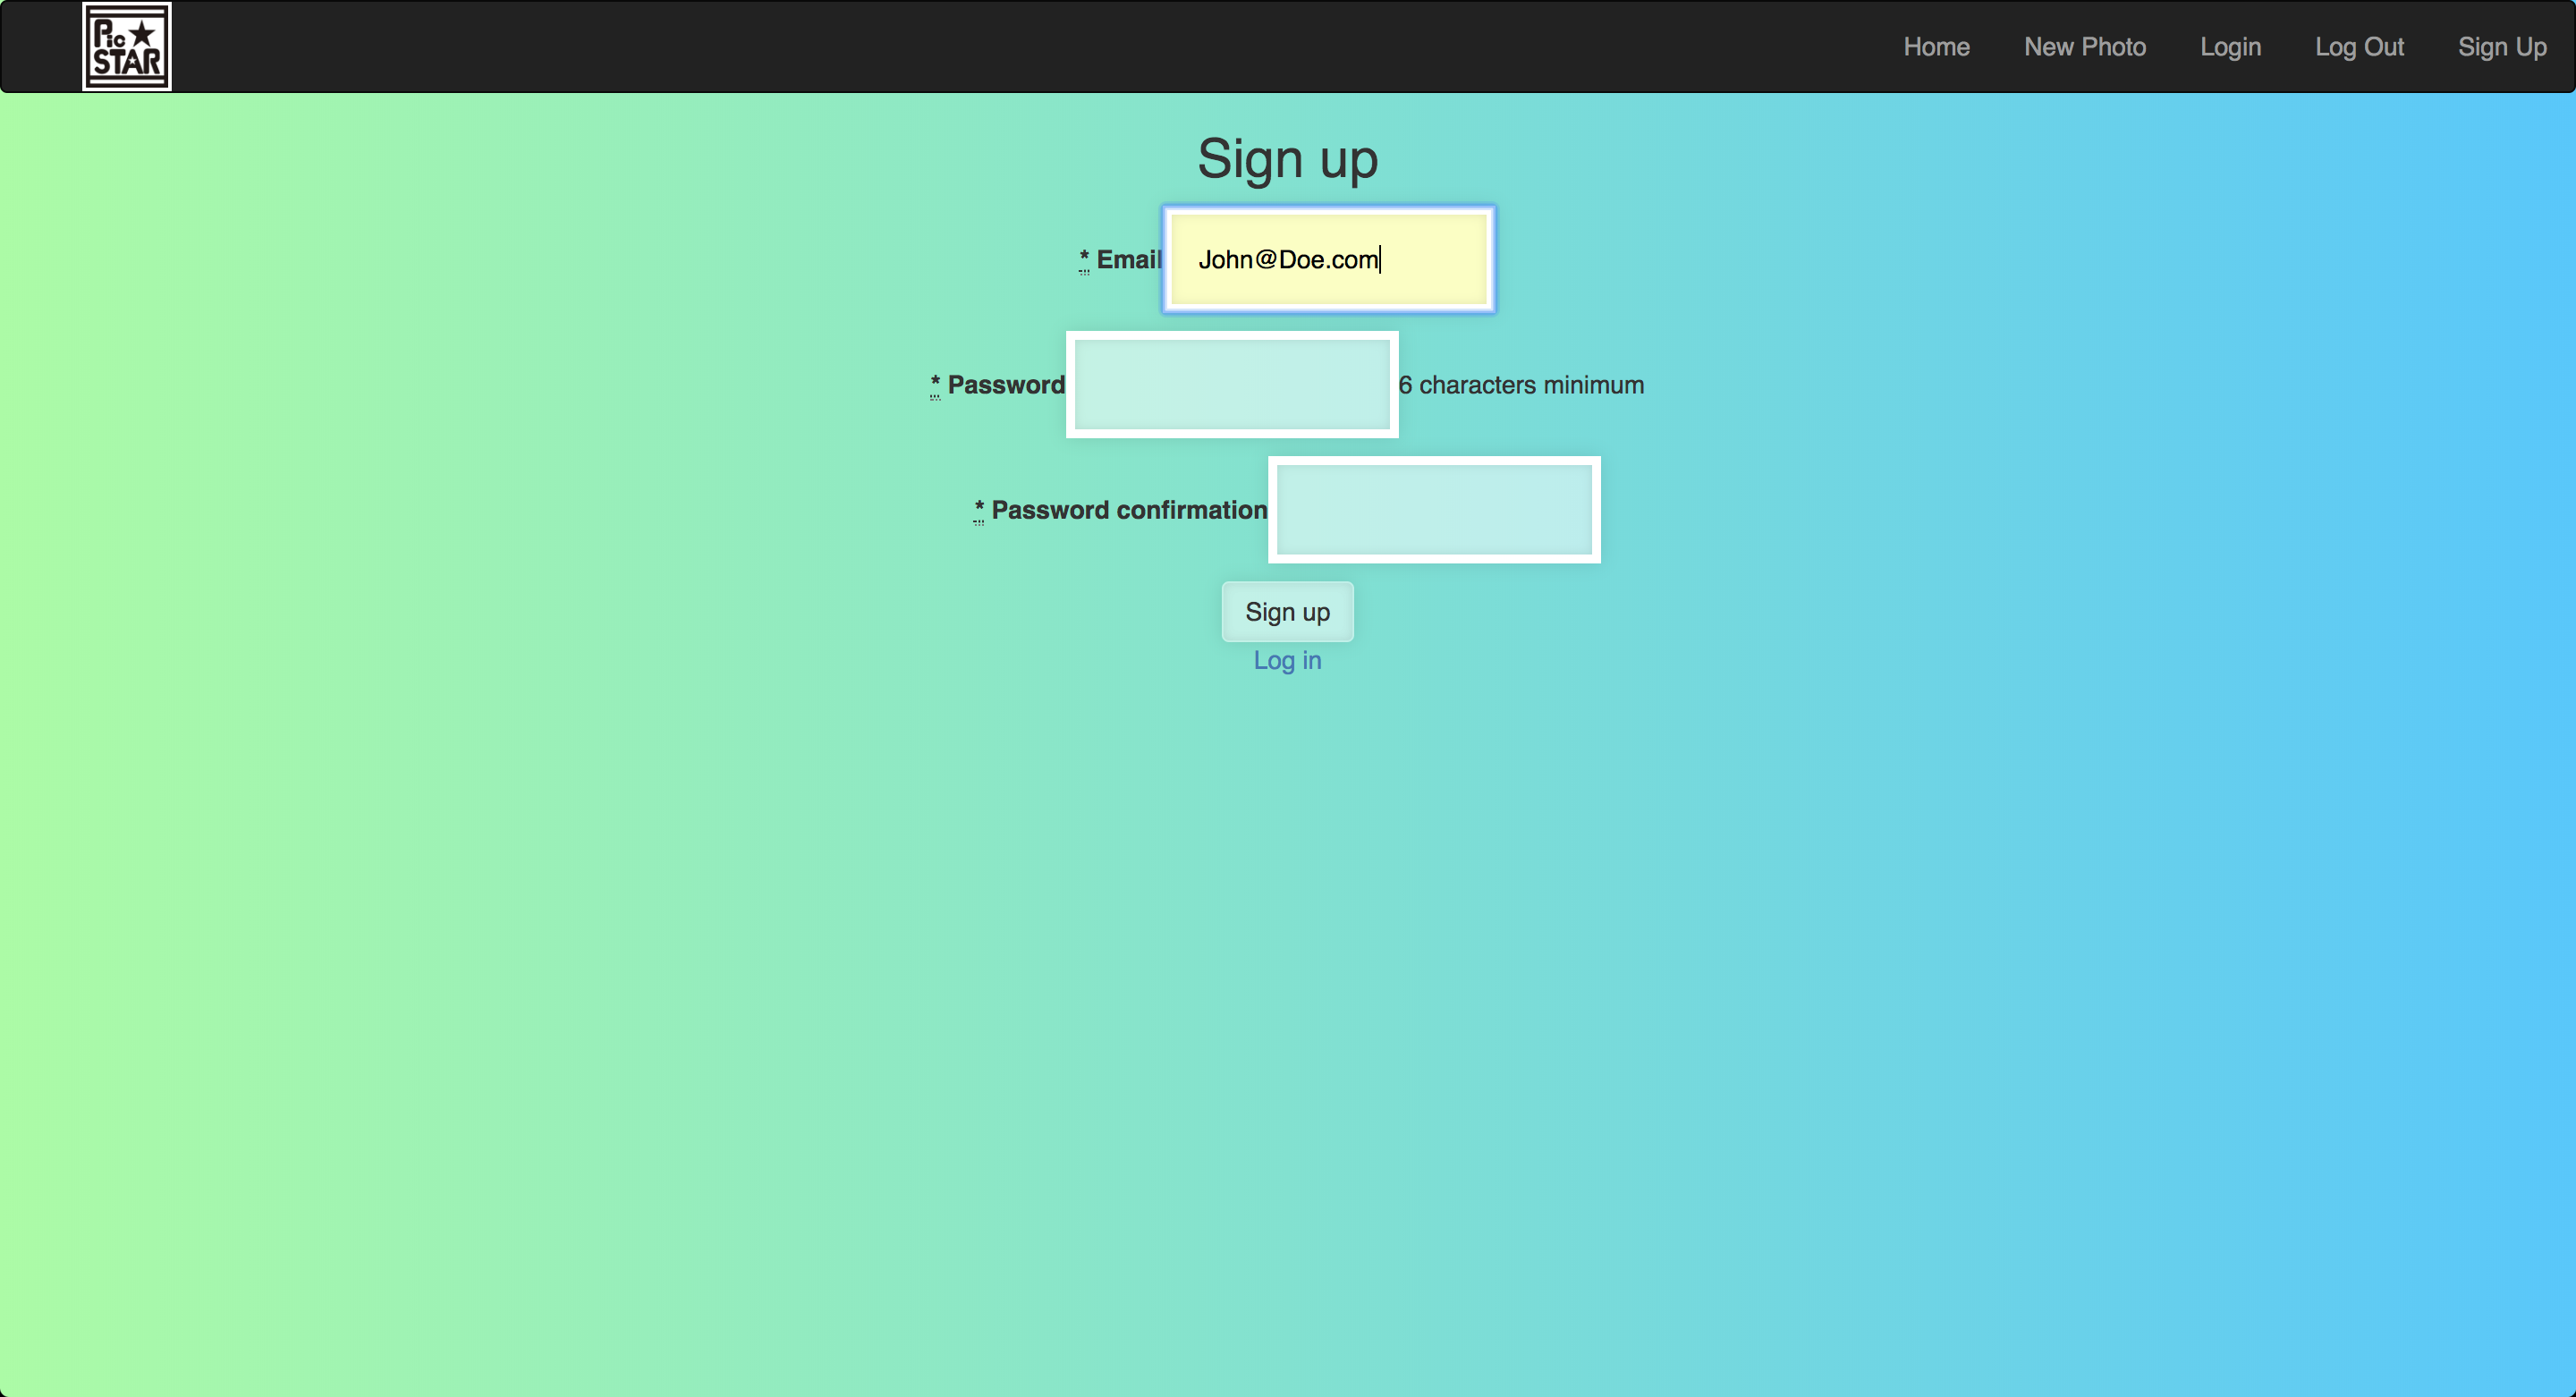 Pic
STAR
Home New Photo Login Log Out Sign Up
Sign up
* Email John@Doe.com
* Password 6 characters minimum
* Password confirmation
Sign up
Log in